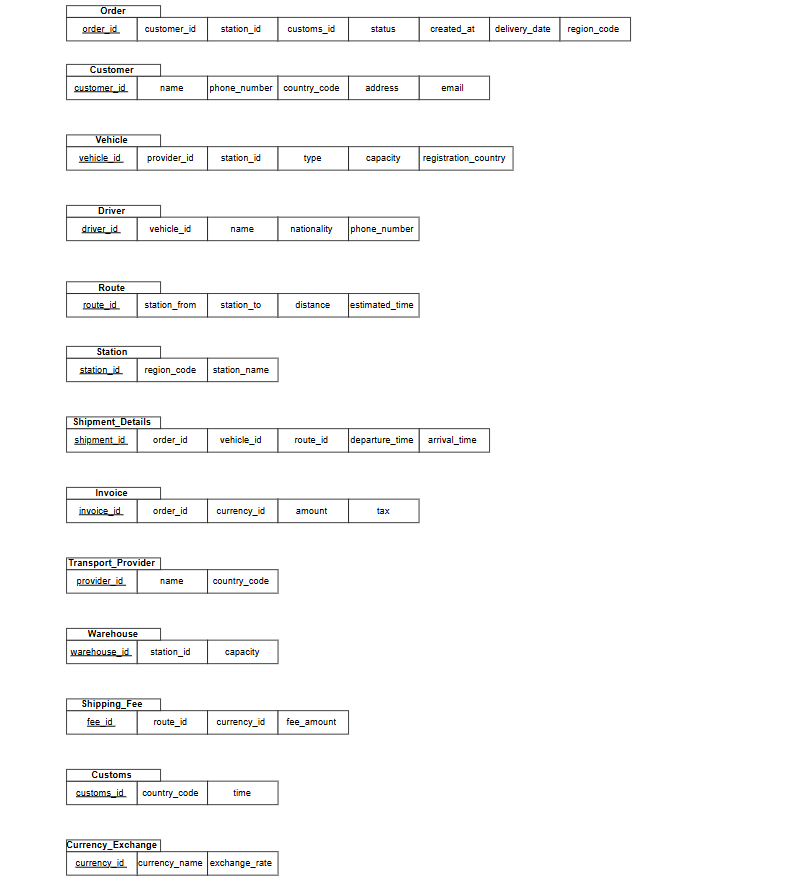 Order
order_id customer_id station_id customs_id status created_at delivery_date region_code
Customer
customer_id name phone_number country_code address email
Vehicle
vehicle_id provider_id station_id type capacity registration_country
Driver
driver_id vehicle_id name nationality phone_number
Route
route_id station_from station_to distance estimated_time
Station
station_id region_code station_name
Shipment_Details
shipment_id order_id vehicle_id route_id departure_time arrival_time
Invoice
invoice_id order_id currency_id amount tax
Transport_Provider
provider_id name country_code
Warehouse
warehouse_id station_id capacity
Shipping_Fee
fee_id route_id currency_id fee_amount
Customs
customs_id country_code time
Currency_Exchange
currency_id currency_name exchange_rate